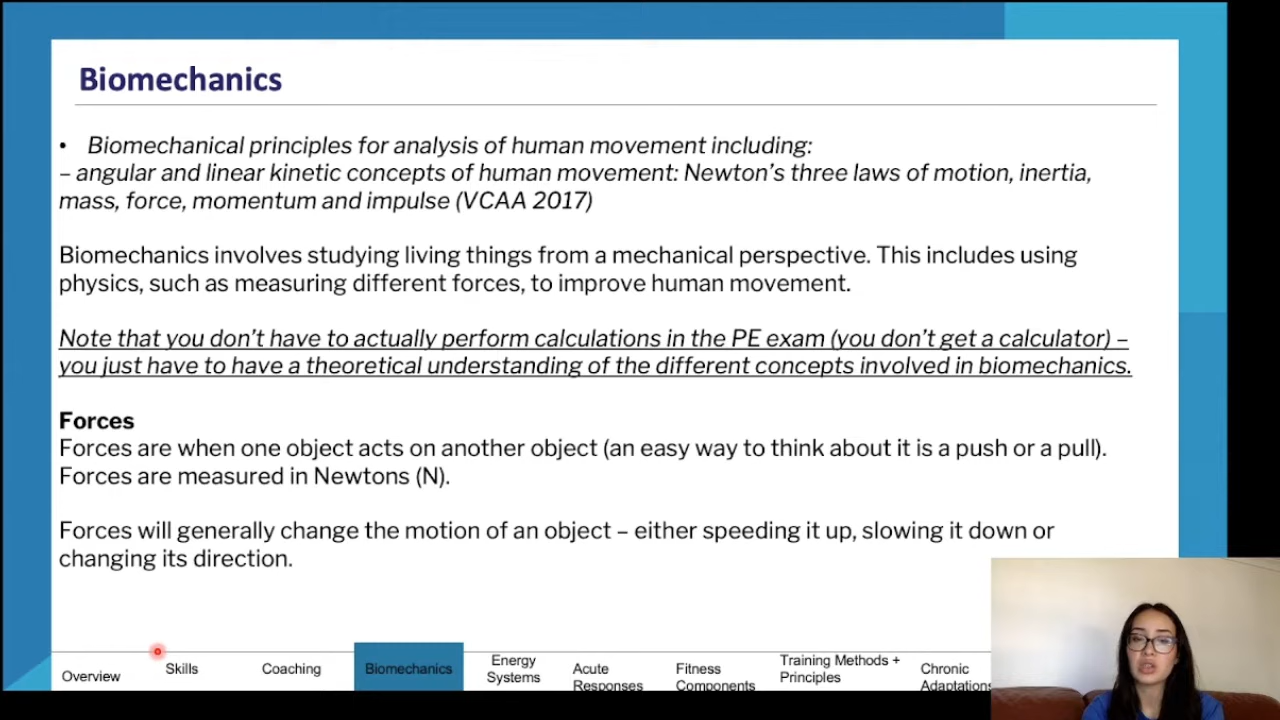 Biomechanics
• Biomechanical principles for analysis of human movement including:
– angular and linear kinetic concepts of human movement: Newton's three laws of motion, inertia,
mass, force, momentum and impulse (VCAA 2017)
Biomechanics involves studying living things from a mechanical perspective. This includes using
physics, such as measuring different forces, to improve human movement.
Note that you don't have to actually perform calculations in the PE exam (you don't get a calculator) –
you just have to have a theoretical understanding of the different concepts involved in biomechanics.
Forces
Forces are when one object acts on another object (an easy way to think about it is a push or a pull).
Forces are measured in Newtons (N).
Forces will generally change the motion of an object – either speeding it up, slowing it down or
changing its direction.
Overview
Skills
Coaching
Biomechanics
Energy
Systems
Acute
Responses
Fitness
Components
Training Methods +
Principles
Chronic
Adaptations